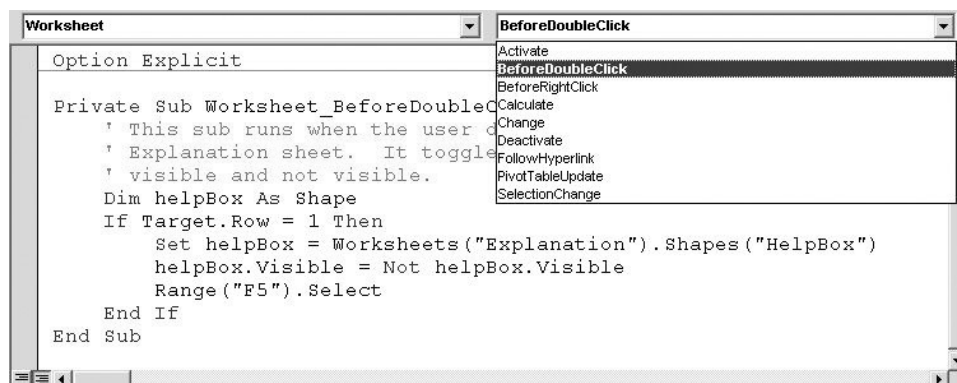 Worksheet
BeforeDoubleClick
Activate
BeforeDoubleClick
BeforeRightClick
Calculate
Change
Deactivate
FollowHyperlink
PivotTableUpdate
SelectionChange
Option Explicit
Private Sub Worksheet_BeforeDoubleC
' This sub runs when the user d
' Explanation sheet. It toggle
' visible and not visible.
Dim helpBox As Shape
If Target.Row = 1 Then
Set helpBox = Worksheets("Explanation").Shapes("HelpBox")
helpBox.Visible = Not helpBox.Visible
Range("F5").Select
End If
End Sub